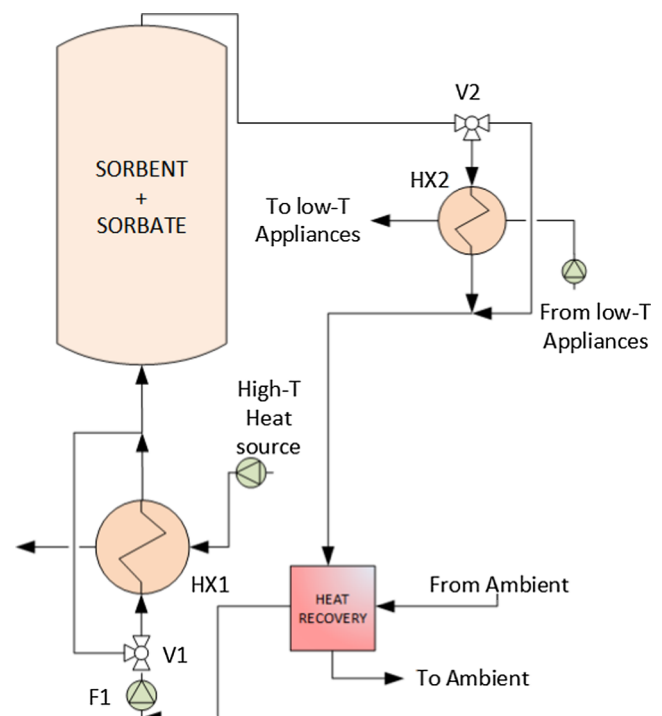 V2
SORBENT
+
SORBATE
HX2
To low-T
Appliances
From low-T
Appliances
High-T
Heat
source
HX1
From Ambient
HEAT
RECOVERY
V1
To Ambient
F1